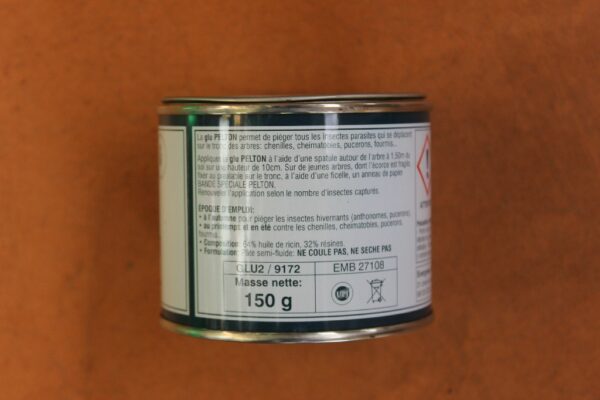 La glu PELTON permet de piéger tous les insectes parasites qui se déplacent
sur le tronc des arbres: chenilles, cheimatobies, pucerons, fourmis...
Appliquer la glu PELTON à l'aide d'une spatule autour de l'arbre à 1,50m du
sol sur une hauteur de 10cm. Sur de jeunes arbres, dont l'écorce est fragile,
fixer au préalable sur le tronc, à l'aide d'une ficelle, un anneau de papier
BANDE SPÉCIALE PELTON.
Renouveler l'application selon le nombre d'insectes capturés.
ÉPOQUE D'EMPLOI:
• à l'automne pour piéger les insectes hivernants (anthonomes, pucerons),
• au printemps et en été contre les chenilles, cheimatobies, pucerons,
fourmis...
• Composition: 64% huile de ricin, 32% résines.
• Formulation: Pâte semi-fluide: NE COULE PAS, NE SECHE PAS
GLU2 / 9172
EMB 27108
Masse nette:
150 g